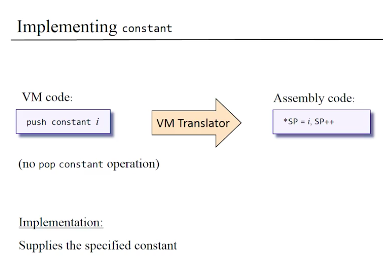 Implementing constant
VM code:
push constant i
VM Translator
Assembly code:
*SP = i, SP++
(no pop constant operation)
Implementation:
Supplies the specified constant